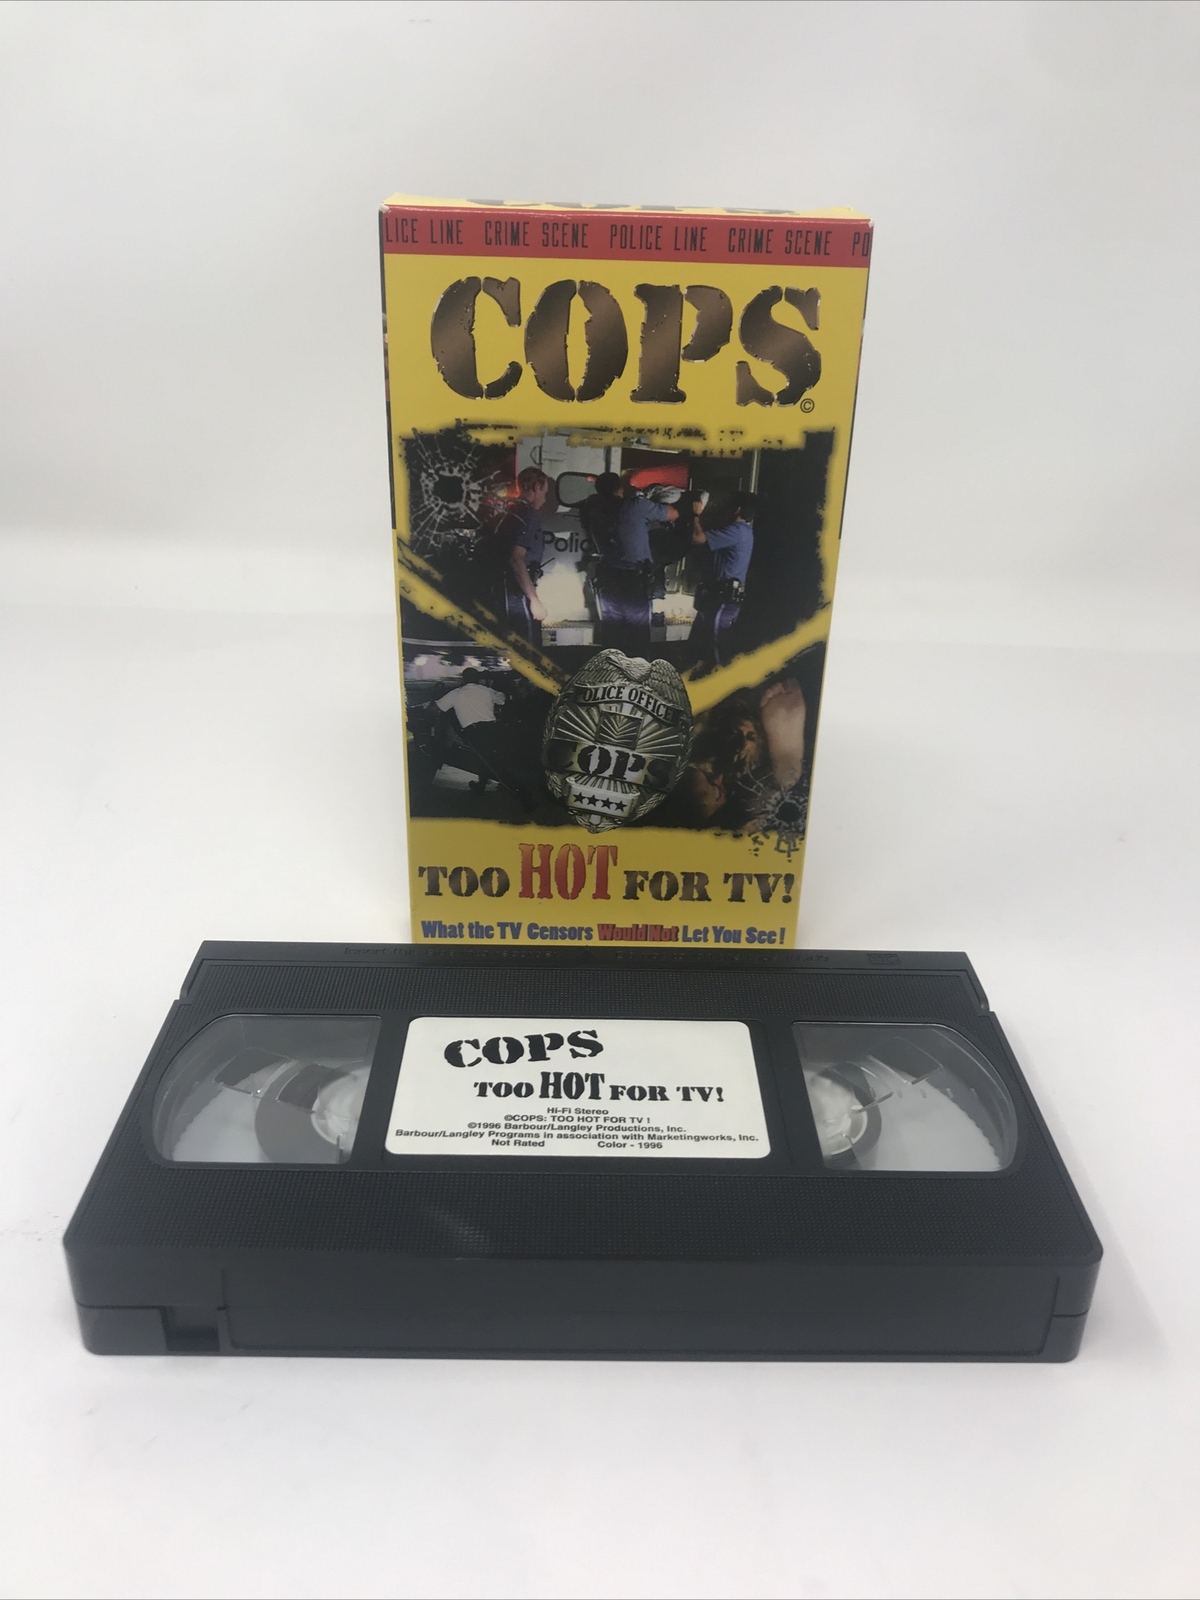 LICE LINE CRIME SCENE POLICE LINE CRIME SCENE PO
COPS
©
Police
POLICE OFFICER
COPS
TOO HOT FOR TV!
What the TV Censors Would Not Let You See!
COPS
TOO HOT FOR TV!
Hi-Fi Stereo
©COPS: TOO HOT FOR TV !
©1996 Barbour/Langley Productions, Inc.
Barbour/Langley Programs in association with Marketingworks, Inc.
Not Rated Color - 1996